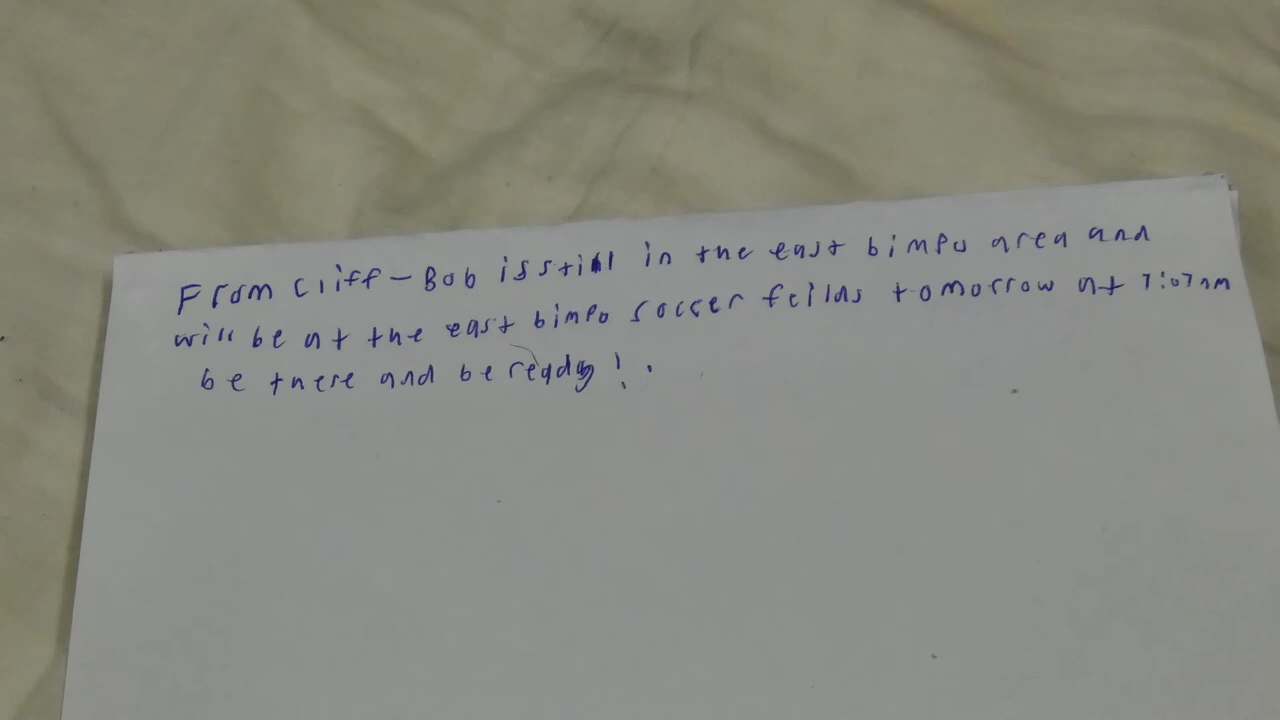 From Cliff - Bob is still in the east bimpo area and
will be at the east bimpo soccer feilds tomorrow at 7:07am
be there and be ready!.